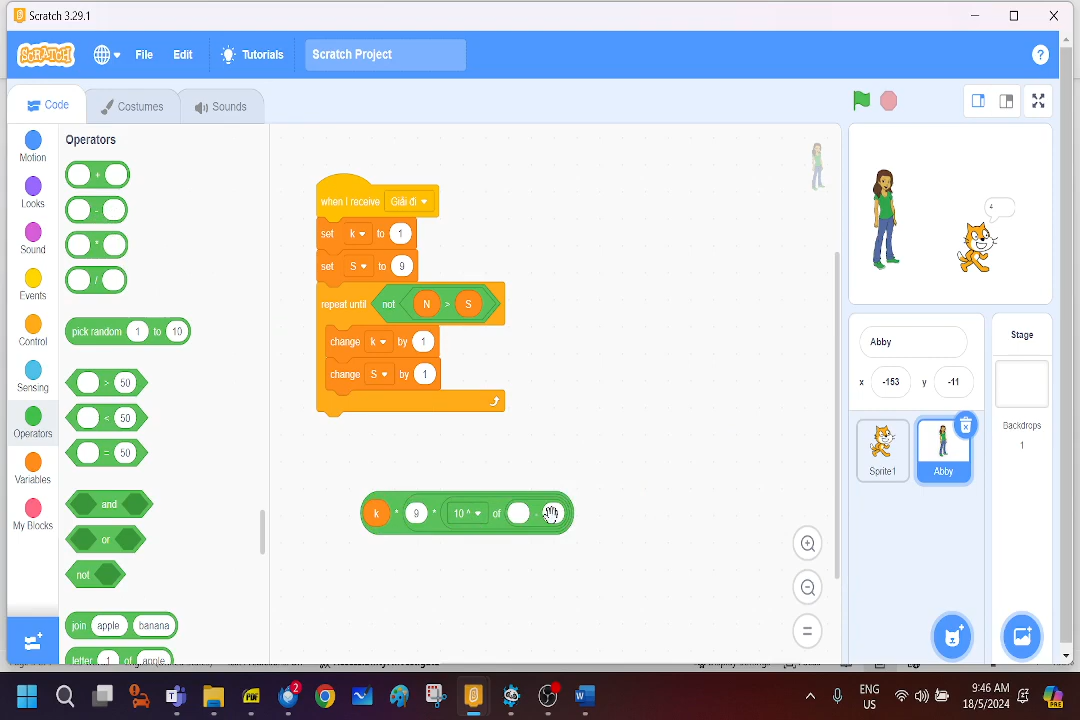 Scratch 3.29.1
SCRATCH
File
Edit
Tutorials
Scratch Project
?
Code
Costumes
Sounds
Motion
Looks
Sound
Events
Control
Sensing
Operators
Variables
My Blocks
Operators
+
-
*
/
pick random 1 to 10
> 50
< 50
= 50
and
or
not
join apple banana
letter 1 of apple
when I receive Giải đi
set k to 1
set S to 9
repeat until not N > S
change k by 1
change S by 1
k * 9 * 10 ^ of -
4
Abby
x -153 y -11
Sprite1
Abby
Stage
Backdrops
1
2
ENG
US
9:46 AM
18/5/2024
PRE